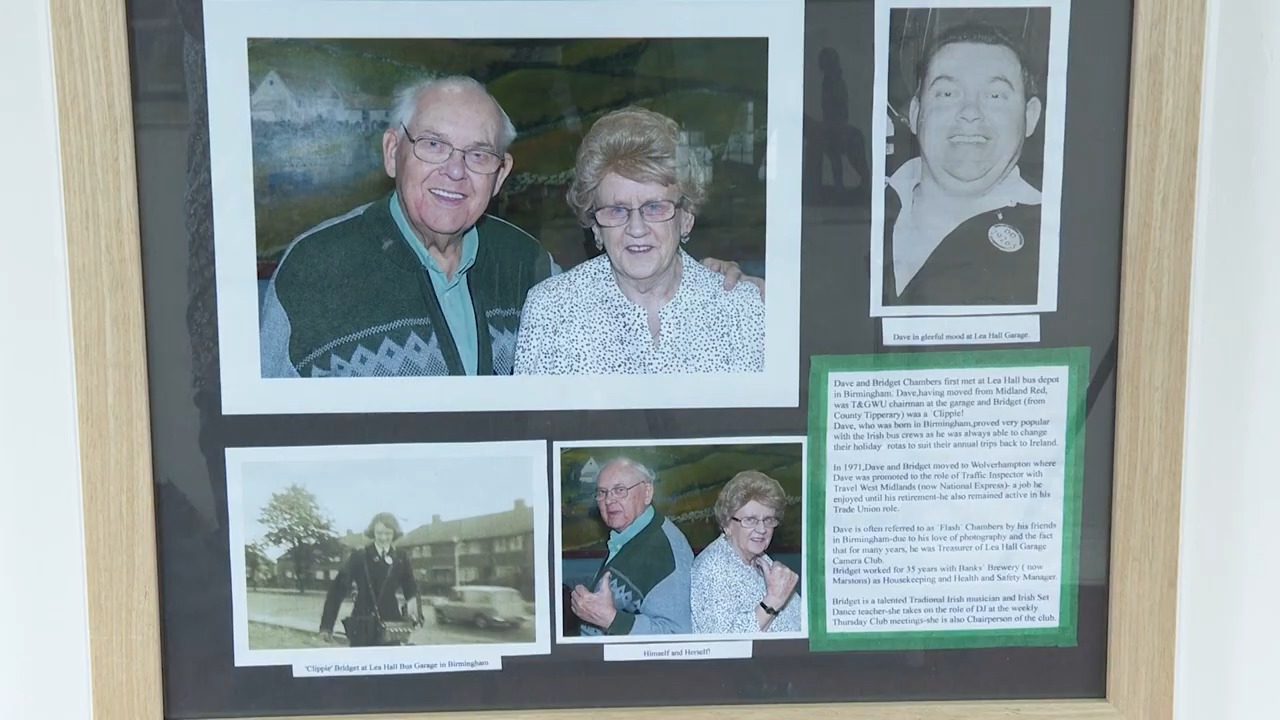 Dave in gleeful mood at Lea Hall Garage.
Dave and Bridget Chambers first met at Lea Hall bus depot
in Birmingham. Dave,having moved from Midland Red,
was T&GWU chairman at the garage and Bridget (from
County Tipperary) was a `Clippie!
Dave, who was born in Birmingham,proved very popular
with the Irish bus crews as he was always able to change
their holiday rotas to suit their annual trips back to Ireland.
In 1971,Dave and Bridget moved to Wolverhampton where
Dave was promoted to the role of Traffic Inspector with
Travel West Midlands (now National Express)- a job he
enjoyed until his retirement-he also remained active in his
Trade Union role.
Dave is often referred to as `Flash` Chambers by his friends
in Birmingham-due to his love of photography and the fact
that for many years, he was Treasurer of Lea Hall Garage
Camera Club.
Bridget worked for 35 years with Banks` Brewery ( now
Marstons) as Housekeeping and Health and Safety Manager.
Bridget is a talented Tradional Irish musician and Irish Set
Dance teacher-she takes on the role of DJ at the weekly
Thursday Club meetings-she is also Chairperson of the club.
'Clippie' Bridget at Lea Hall Bus Garage in Birmingham
Himself and Herself!